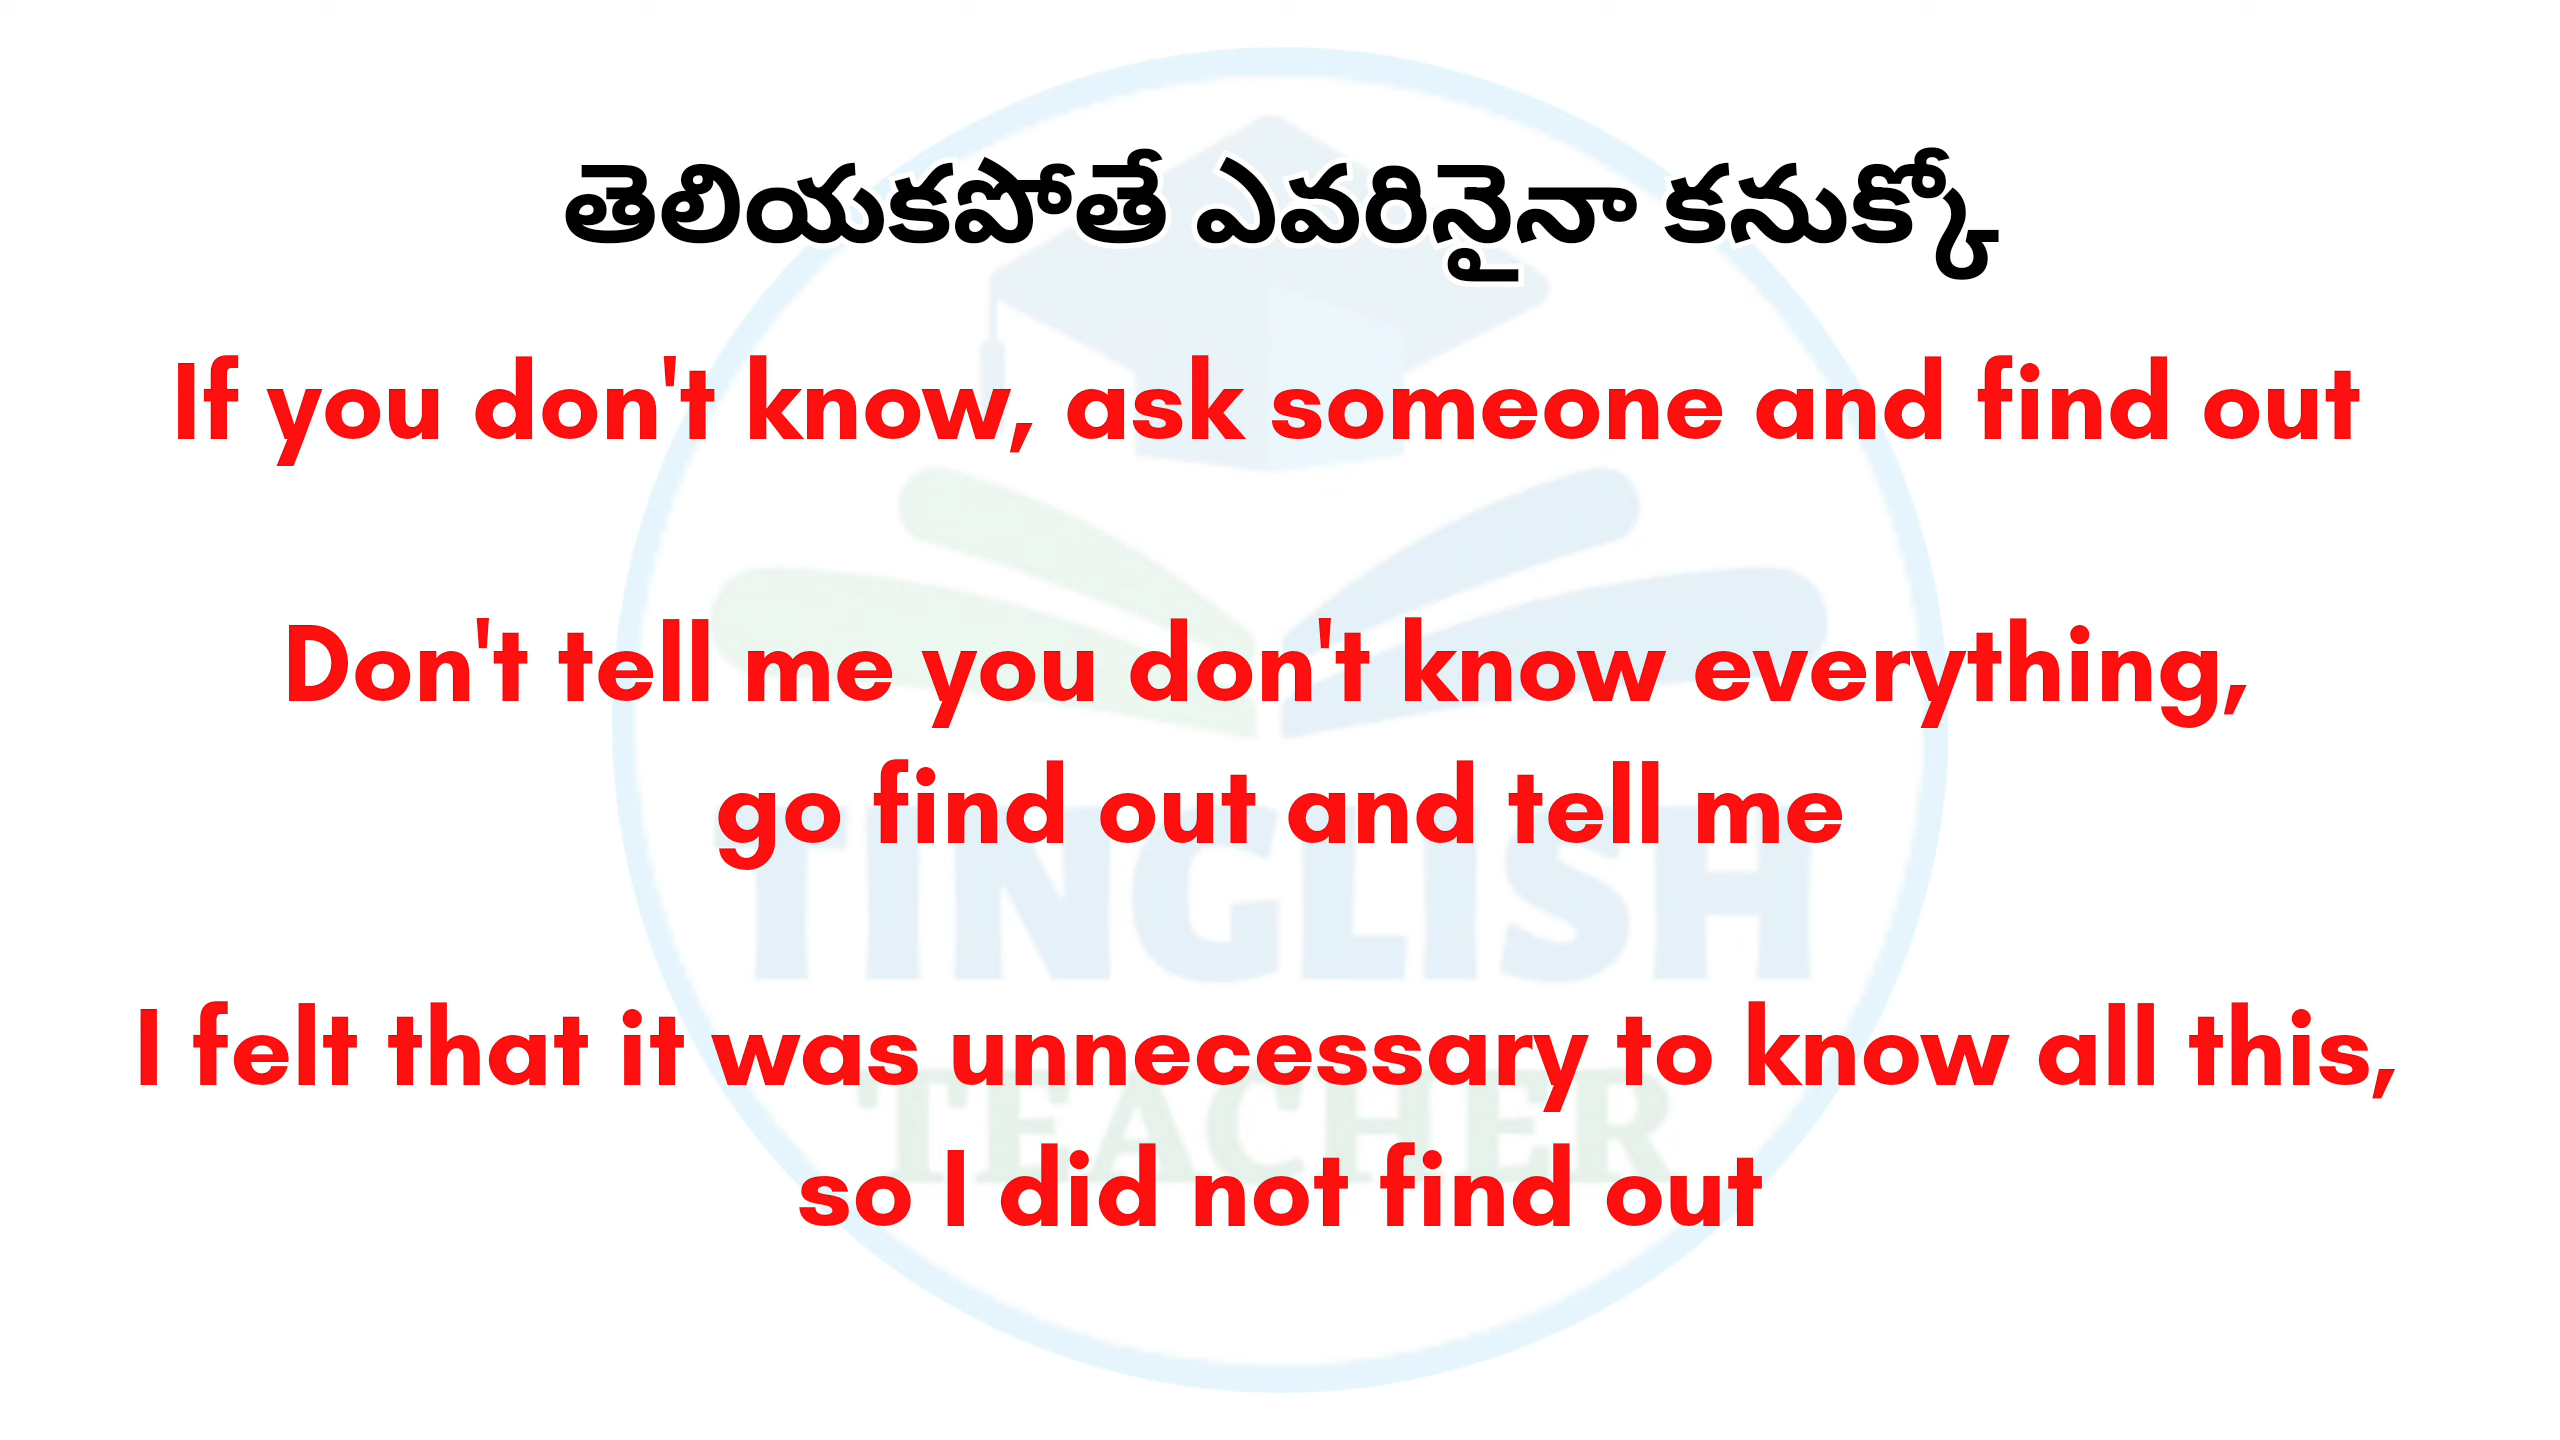 తెలియకపోతే ఎవరినైనా కనుక్కో
If you don't know, ask someone and find out
Don't tell me you don't know everything,
go find out and tell me
TINGLISH
I felt that it was unnecessary to know all this,
TEACHER
so I did not find out